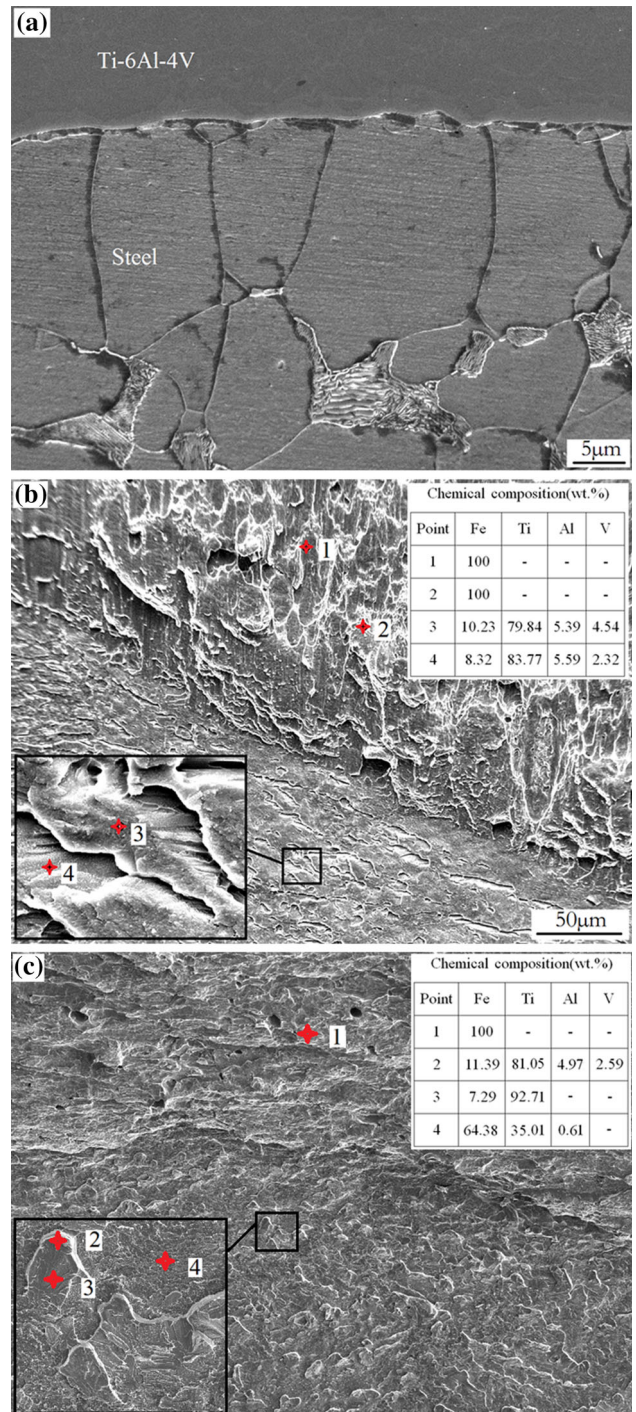 (a)
Ti-6Al-4V
Steel
5μm
(b)
Chemical composition(wt.%)
Point Fe Ti Al V
1 100 - - -
2 100 - - -
3 10.23 79.84 5.39 4.54
4 8.32 83.77 5.59 2.32
1
2
3
4
50μm
(c)
Chemical composition(wt.%)
Point Fe Ti Al V
1 100 - - -
2 11.39 81.05 4.97 2.59
3 7.29 92.71 - -
4 64.38 35.01 0.61
1
2
3
4